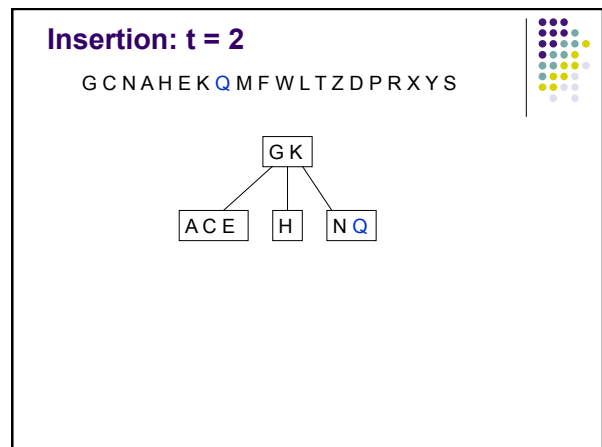 Insertion: t = 2
G C N A H E K Q M F W L T Z D P R X Y S
G K
A C E H N Q